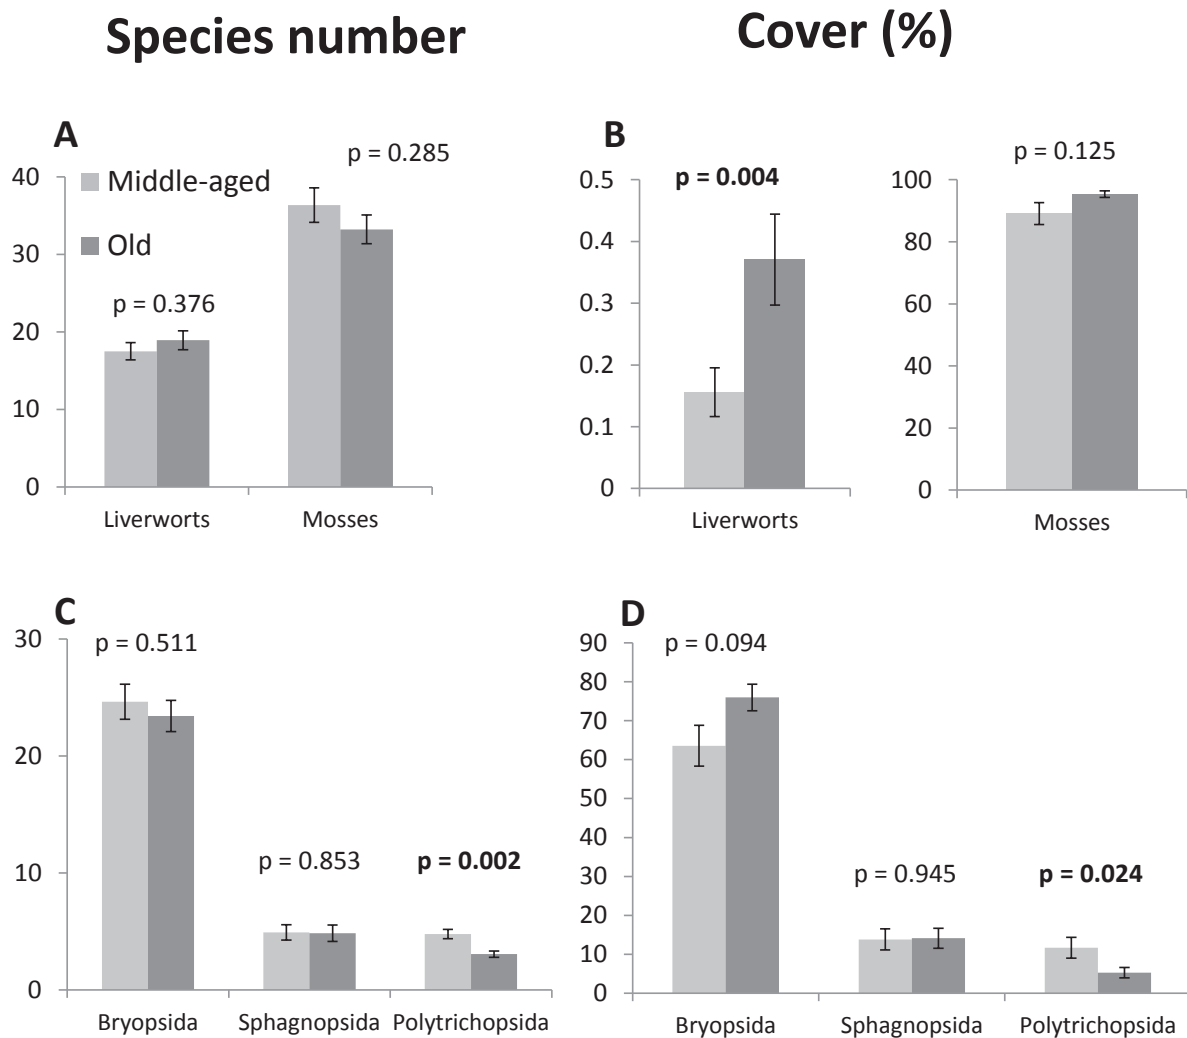 Species number
Cover (%)
A
p = 0.285
40
Middle-aged
30
Old
p = 0.376
20
10
0
Liverworts
Mosses
B
p = 0.004
0.5
0.4
0.3
0.2
0.1
0
Liverworts
p = 0.125
100
80
60
40
20
0
Mosses
C
30
p = 0.511
20
p = 0.853
p = 0.002
10
0
Bryopsida
Sphagnopsida
Polytrichopsida
D
90
p = 0.094
80
70
60
50
40
30
p = 0.945
p = 0.024
20
10
0
Bryopsida
Sphagnopsida
Polytrichopsida